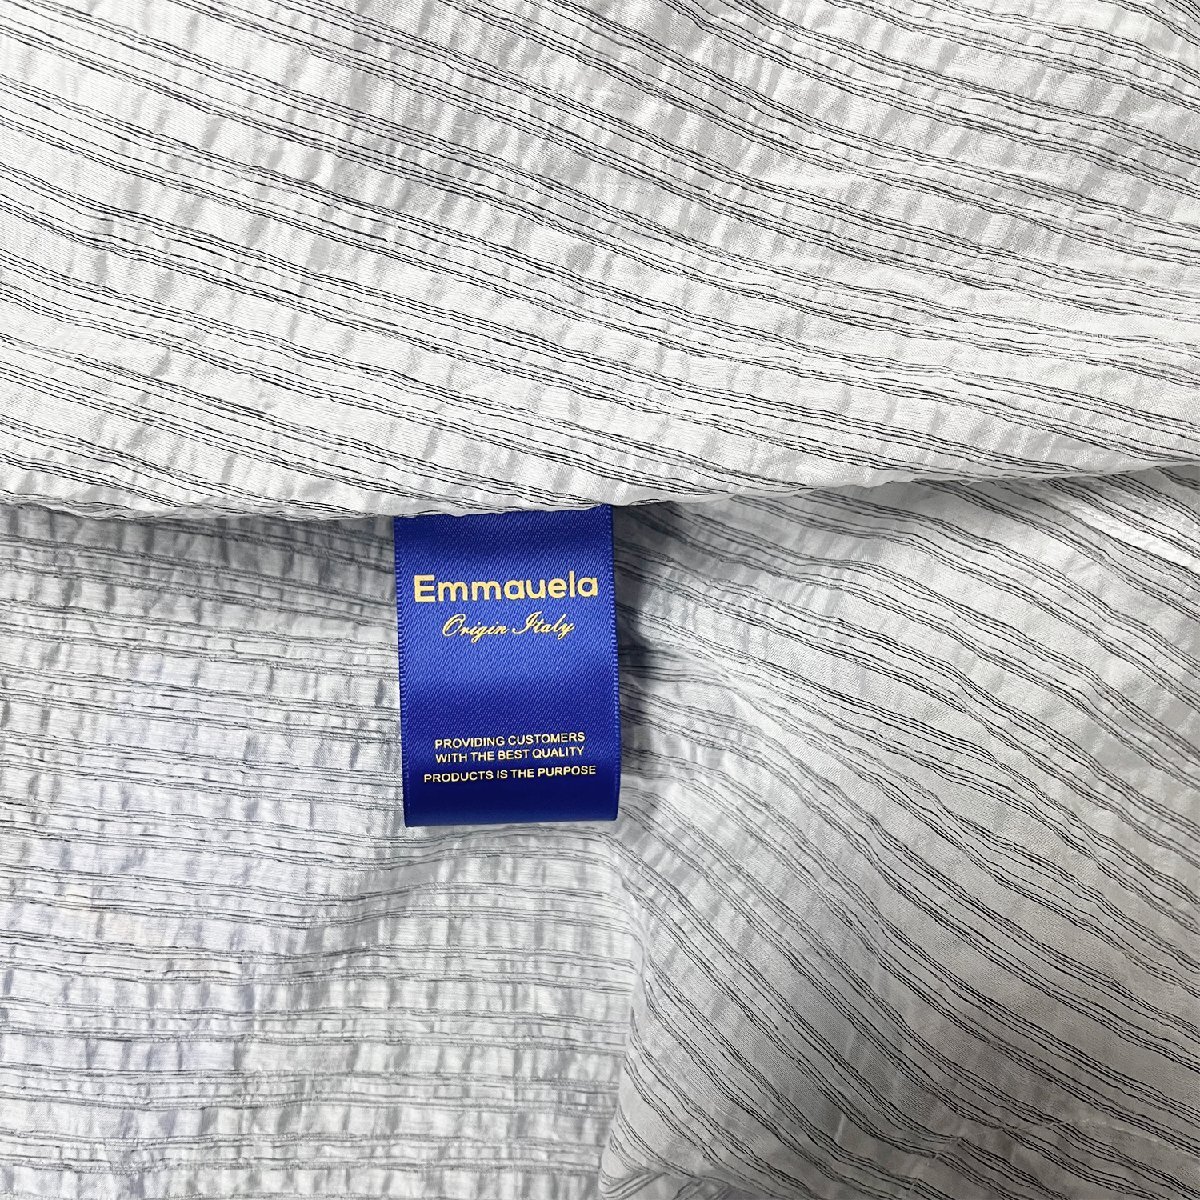 Emmauela
Origin Italy
PROVIDING CUSTOMERS
WITH THE BEST QUALITY
PRODUCTS IS THE PURPOSE